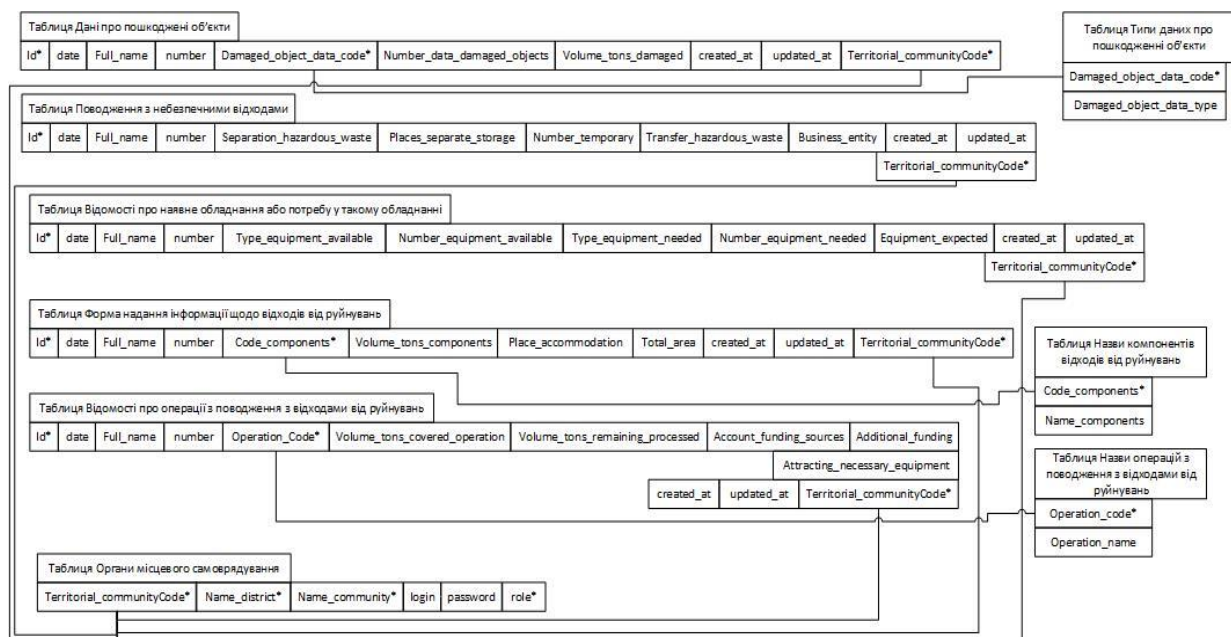 Таблиця Дані про пошкоджені об’єкти
Id* date Full_name number Damaged_object_data_code* Number_data_damaged_objects Volume_tons_damaged created_at updated_at Territorial_communityCode*
Таблиця Типи даних про
пошкодженні об’єкти
Damaged_object_data_code*
Damaged_object_data_type
Таблиця Поводження з небезпечними відходами
Id* date Full_name number Separation_hazardous_waste Places_separate_storage Number_temporary Transfer_hazardous_waste Business_entity created_at updated_at
Territorial_communityCode*
Таблиця Відомості про наявне обладнання або потребу у такому обладнанні
Id* date Full_name number Type_equipment_available Number_equipment_available Type_equipment_needed Number_equipment_needed Equipment_expected created_at updated_at
Territorial_communityCode*
Таблиця Форма надання інформації щодо відходів від руйнувань
Id* date Full_name number Code_components* Volume_tons_components Place_accommodation Total_area created_at updated_at Territorial_communityCode*
Таблиця Назви компонентів
відходів від руйнувань
Code_components*
Name_components
Таблиця Відомості про операції з поводження з відходами від руйнувань
Id* date Full_name number Operation_Code* Volume_tons_covered_operation Volume_tons_remaining_processed Account_funding_sources Additional_funding
Attracting_necessary_equipment
created_at updated_at Territorial_communityCode*
Таблиця Назви операцій з
поводження з відходами від
руйнувань
Operation_code*
Operation_name
Таблиця Органи місцевого самоврядування
Territorial_communityCode* Name_district* Name_community* login password role*